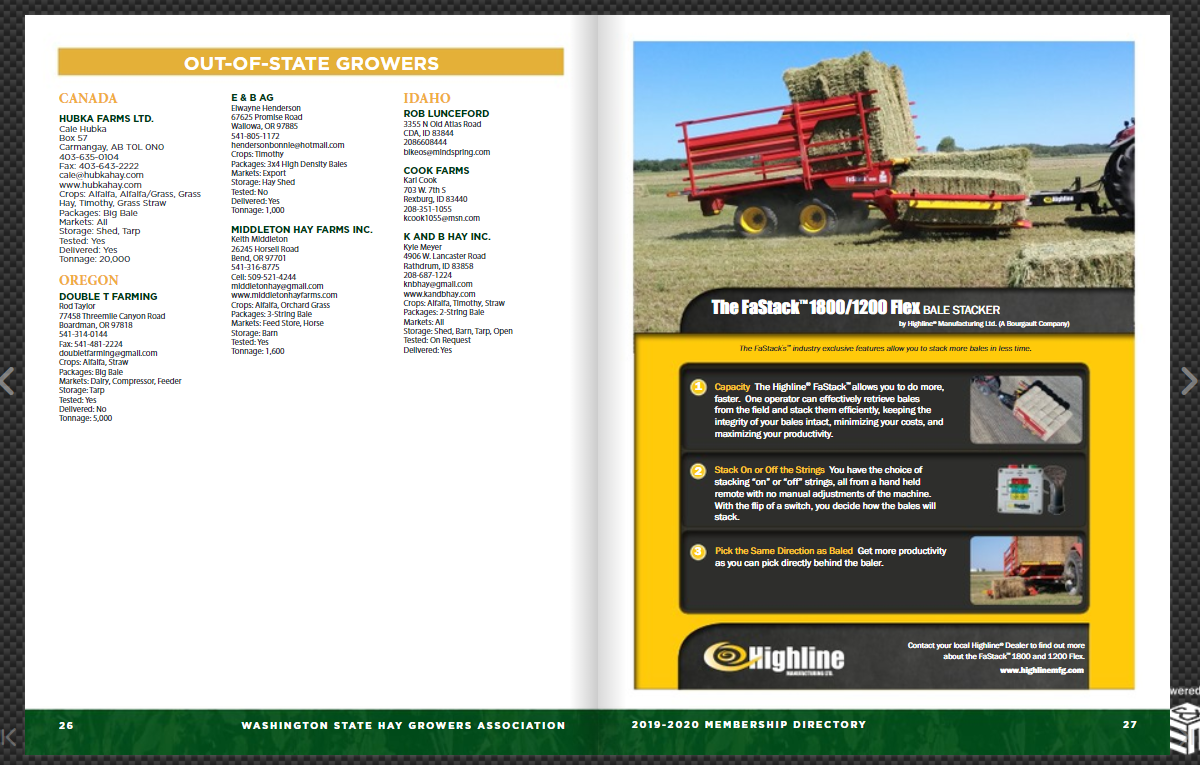 OUT-OF-STATE GROWERS
CANADA
HUBKA FARMS LTD.
Cale Hubka
Box 57
Carmangay, AB T0L 0N0
403-635-0104
Fax: 403-643-2222
cale@hubkahay.com
www.hubkahay.com
Crops: Alfalfa, Alfalfa/Grass, Grass
Hay, Timothy, Grass Straw
Packages: Big Bale
Markets: All
Storage: Shed, Tarp
Tested: Yes
Delivered: Yes
Tonnage: 20,000
OREGON
DOUBLE T FARMING
Rod Taylor
77458 Threemile Canyon Road
Boardman, OR 97818
541-314-0144
Fax: 541-481-2224
doubletfarming@gmail.com
Crops: Alfalfa, Straw
Packages: Big Bale
Markets: Dairy, Compressor, Feeder
Storage: Tarp
Tested: Yes
Delivered: No
Tonnage: 5,000
E & B AG
Elwayne Henderson
67625 Promise Road
Wallowa, OR 97885
541-805-1172
hendersonbonnie@hotmail.com
Crops: Timothy
Packages: 3x4 High Density Bales
Markets: Export
Storage: Hay Shed
Tested: No
Delivered: Yes
Tonnage: 1,000
MIDDLETON HAY FARMS INC.
Keith Middleton
26245 Horsell Road
Bend, OR 97701
541-316-8775
Cell: 509-521-4244
middletonhay@gmail.com
www.middletonhayfarms.com
Crops: Alfalfa, Orchard Grass
Packages: 3-String Bale
Markets: Feed Store, Horse
Storage: Barn
Tested: Yes
Tonnage: 1,600
IDAHO
ROB LUNCEFORD
3355 N Old Atlas Road
CDA, ID 83844
2086608444
bikeos@mindspring.com
COOK FARMS
Karl Cook
703 W. 7th S
Rexburg, ID 83440
208-351-1055
kcook1055@msn.com
K AND B HAY INC.
Kyle Meyer
4906 W. Lancaster Road
Rathdrum, ID 83858
208-687-1224
knbhay@gmail.com
www.kandbhay.com
Crops: Alfalfa, Timothy, Straw
Packages: 2-String Bale
Markets: All
Storage: Shed, Barn, Tarp, Open
Tested: On Request
Delivered: Yes
26
WASHINGTON STATE HAY GROWERS ASSOCIATION
Highline
The FaStack™ 1800/1200 Flex BALE STACKER
by Highline® Manufacturing Ltd. (A Bourgault Company)
The FaStack's™ industry exclusive features allow you to stack more bales in less time.
1 Capacity The Highline® FaStack™ allows you to do more,
faster. One operator can effectively retrieve bales
from the field and stack them efficiently, keeping the
integrity of your bales intact, minimizing your costs, and
maximizing your productivity.
2 Stack On or Off the Strings You have the choice of
stacking "on" or "off" strings, all from a hand held
remote with no manual adjustments of the machine.
With the flip of a switch, you decide how the bales will
stack.
3 Pick the Same Direction as Baled Get more productivity
as you can pick directly behind the baler.
Highline
MANUFACTURING LTD.
Contact your local Highline® Dealer to find out more
about the FaStack™ 1800 and 1200 Flex.
www.highlinemfg.com
2019-2020 MEMBERSHIP DIRECTORY
27
wered